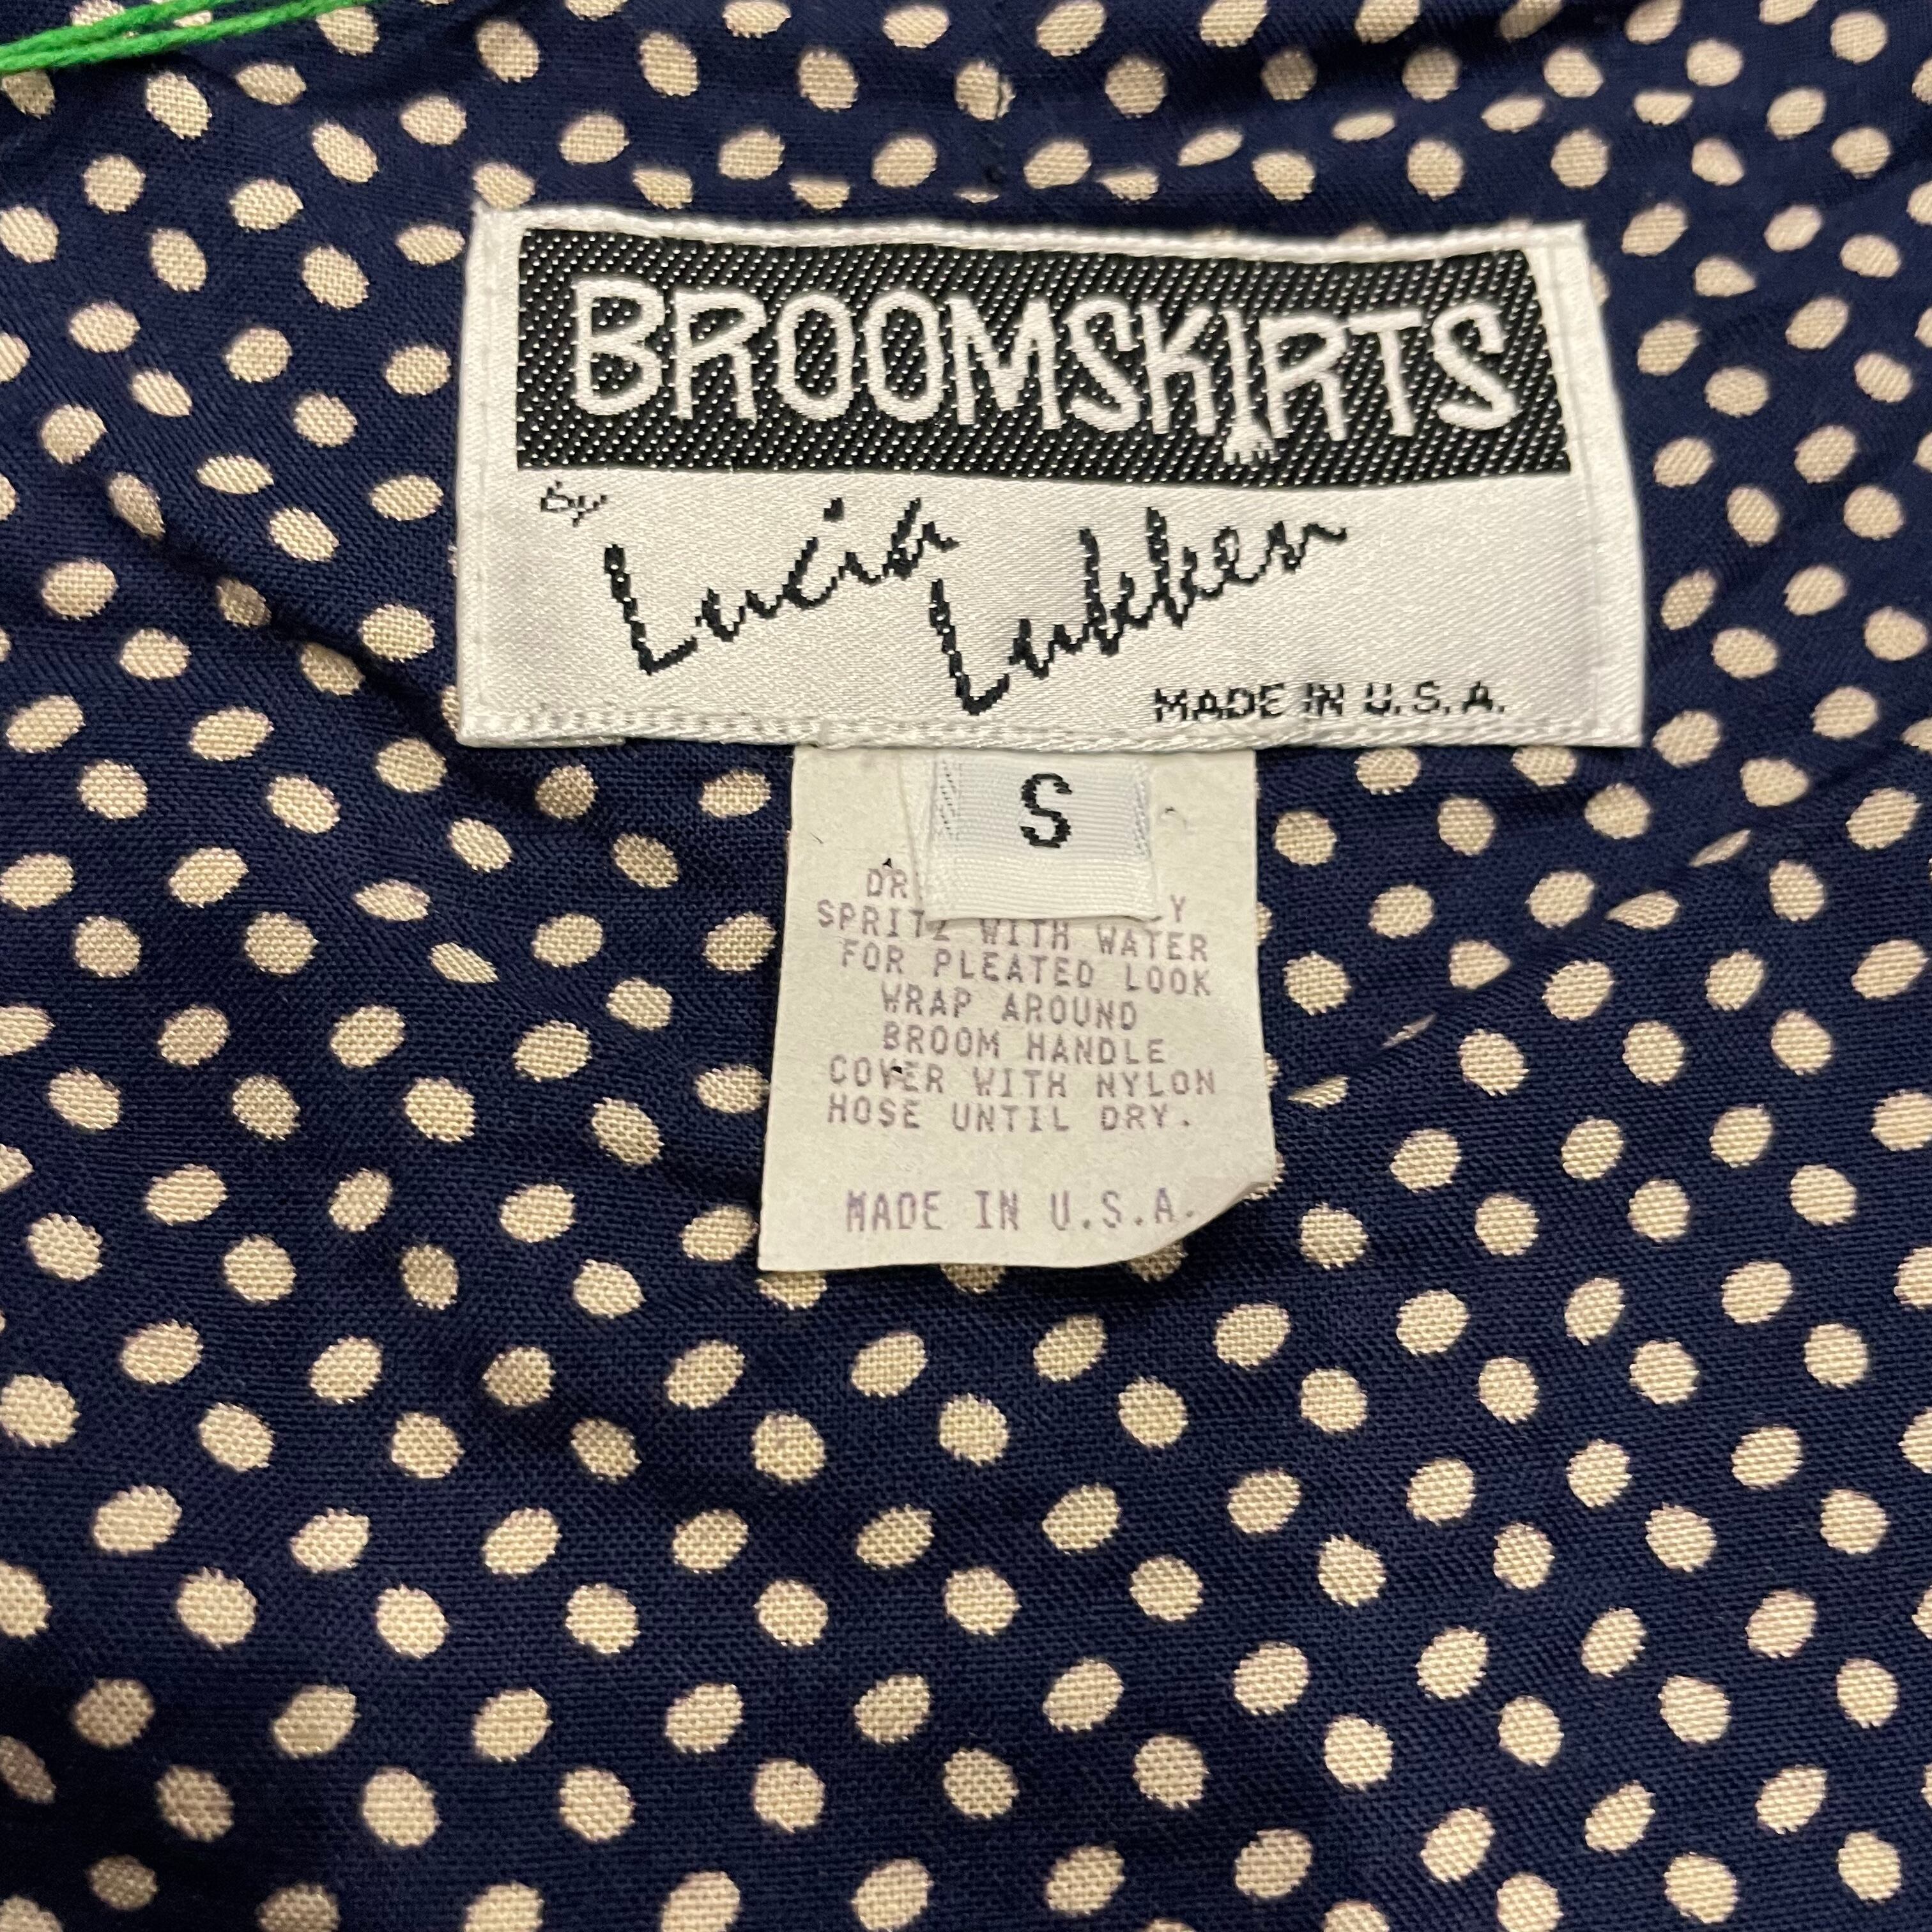 BROOMSKIRTS
by
Lucia Lubken
MADE IN U.S.A.
S
SPRITZ WITH WATER
FOR PLEATED LOOK
WRAP AROUND
BROOM HANDLE
COVER WITH NYLON
HOSE UNTIL DRY.
MADE IN U.S.A.